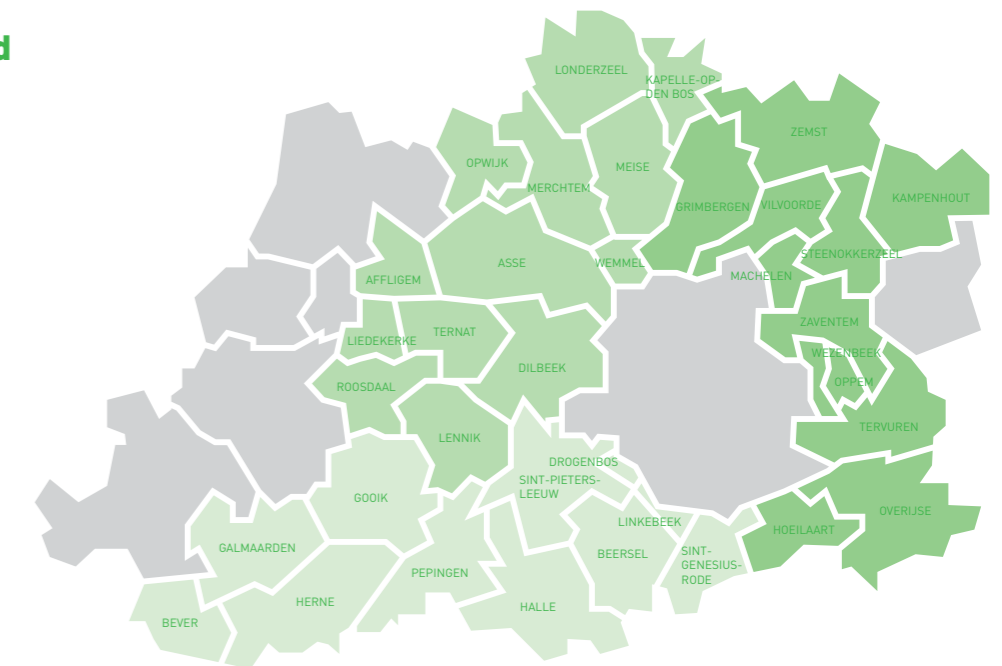 d
LONDERZEEL
KAPELLE-OP-
DEN BOS
ZEMST
OPWIJK
MEISE
MERCHTEM
KAMPENHOUT
GRIMBERGEN
VILVOORDE
STEENOKKERZEEL
ASSE
WEMMEL
MACHELEN
AFFLIGEM
ZAVENTEM
LIEDEKERKE
TERNAT
WEZENBEEK
OPPEM
DILBEEK
ROOSDAAL
TERVUREN
LENNIK
DROGENBOS
SINT-PIETERS-
LEEUW
GOOIK
OVERIJSE
LINKEBEEK
HOEILAART
GALMAARDEN
BEERSEL
SINT-
GENESIUS-
RODE
PEPINGEN
HERNE
HALLE
BEVER